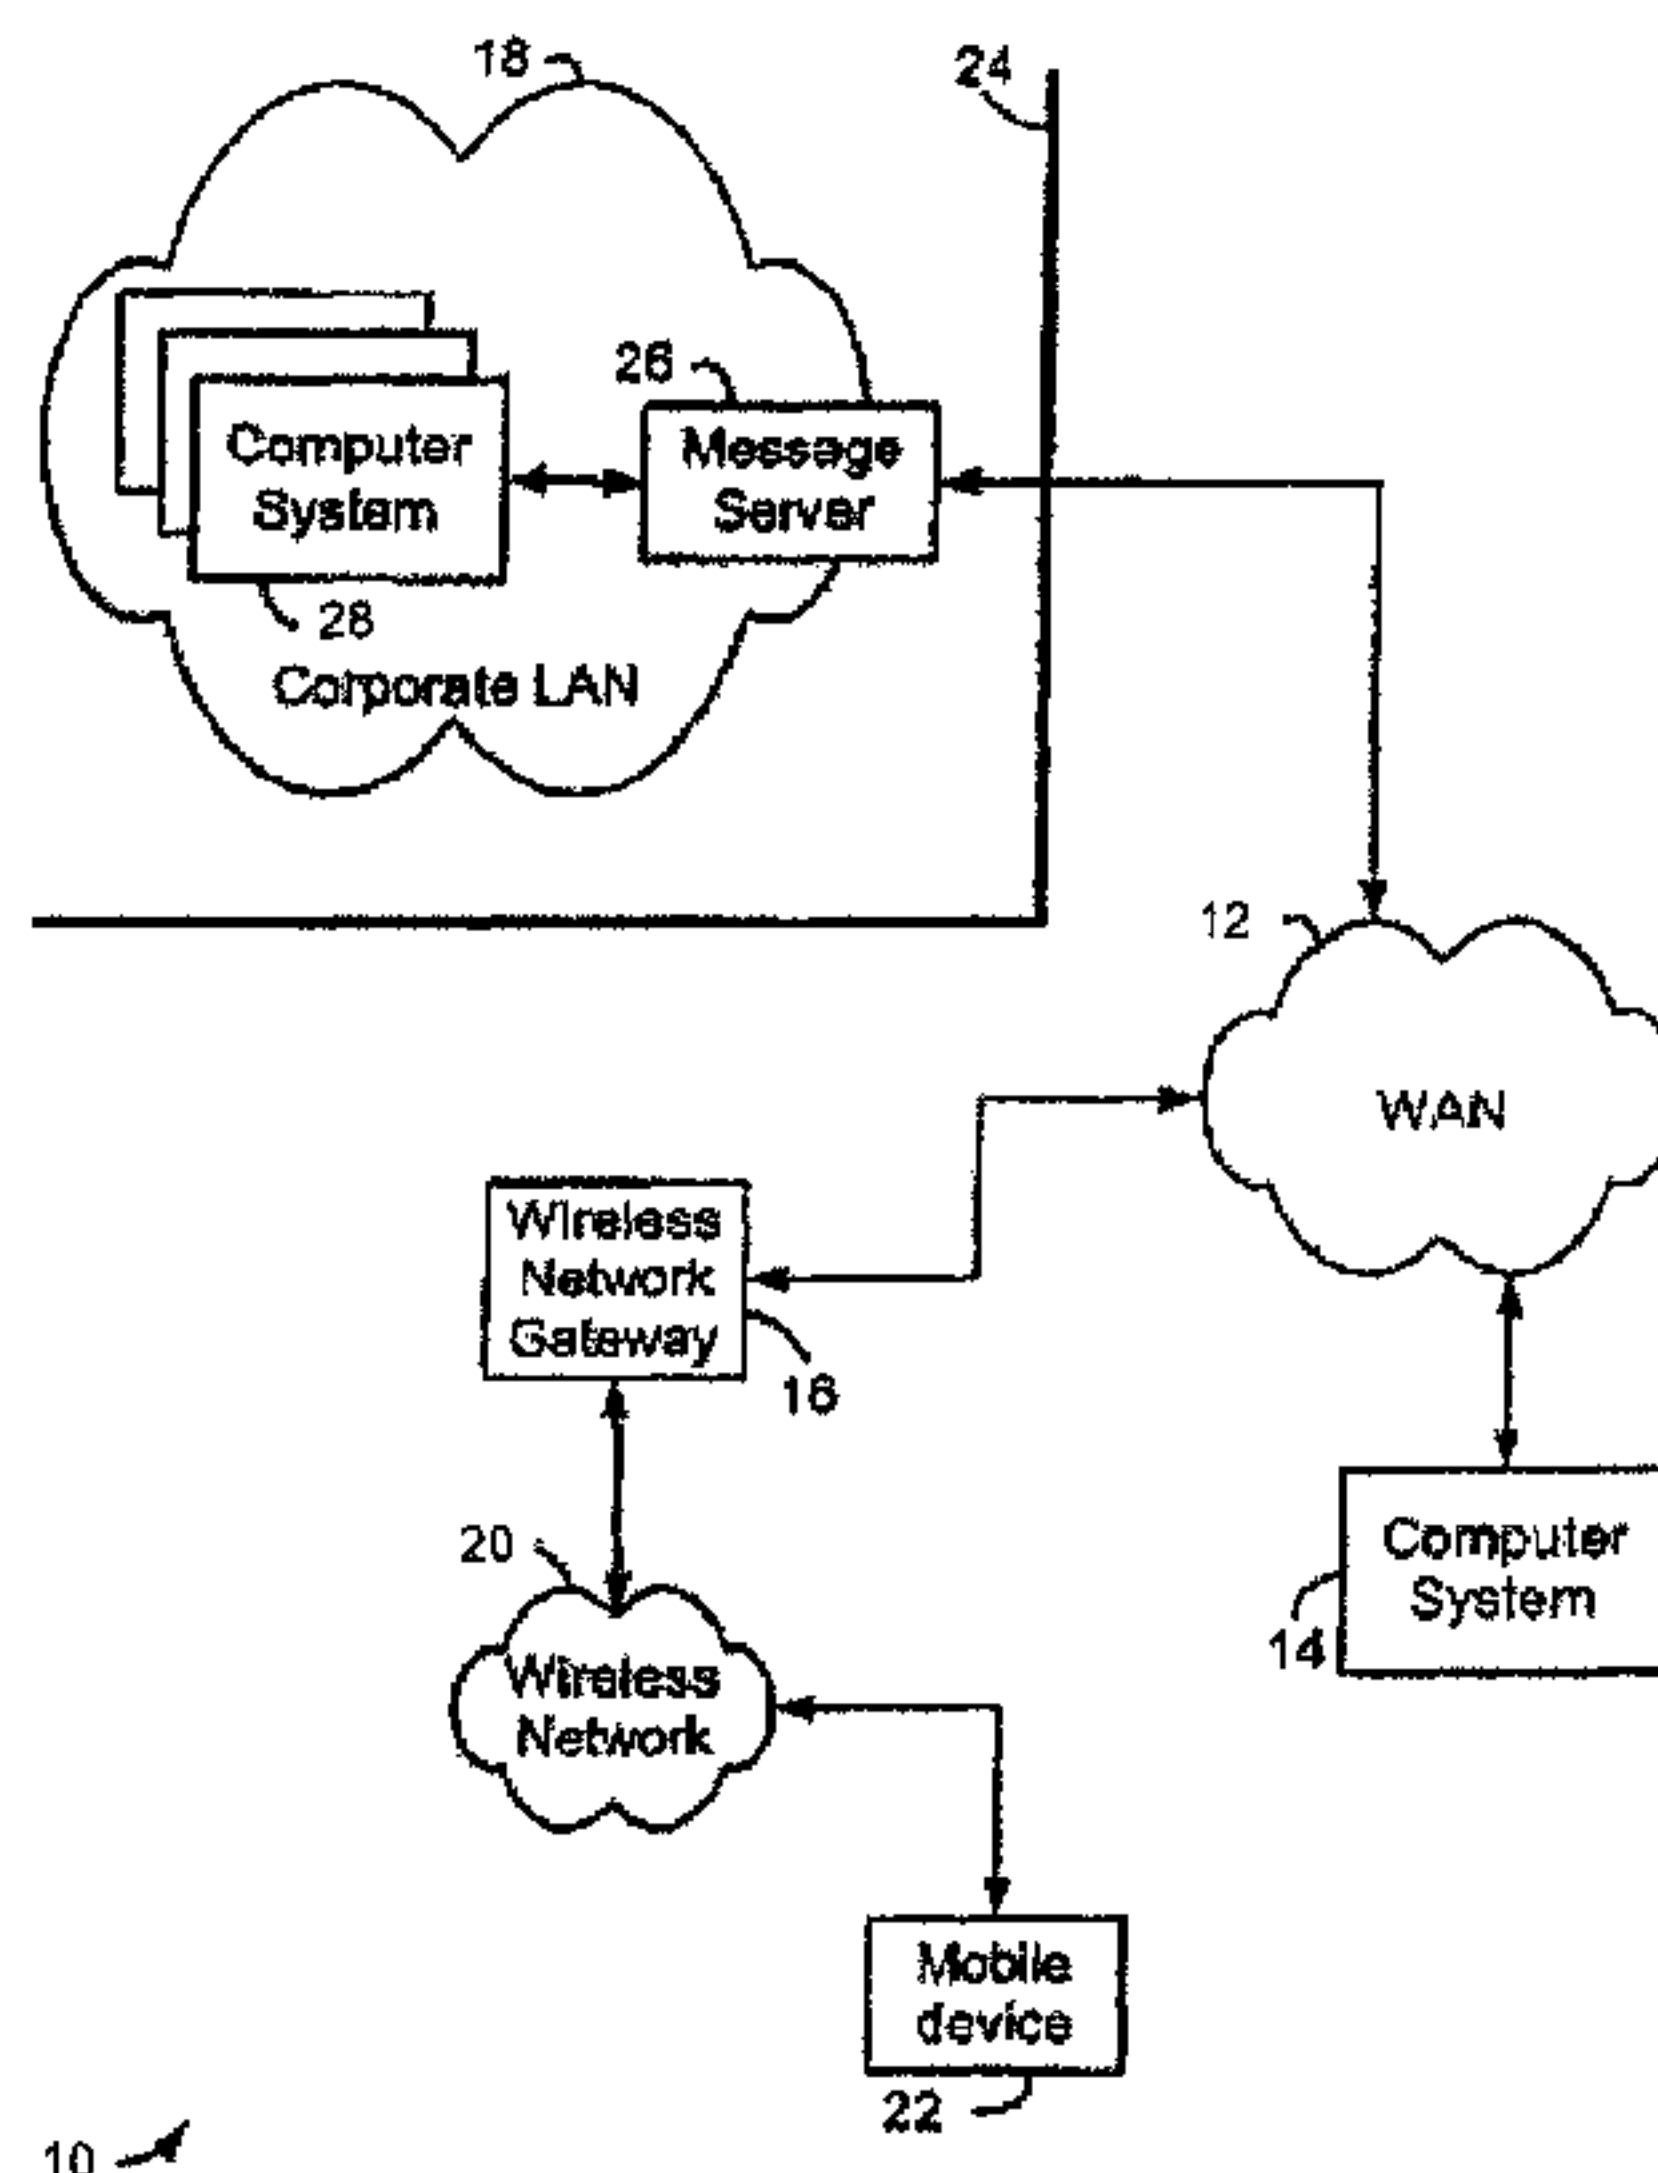 18
24
26
Computer
System
Message
Server
28
Corporate LAN
12
WAN
Wireless
Network
Gateway
16
20
Computer
System
14
Wireless
Network
Mobile
device
22
10